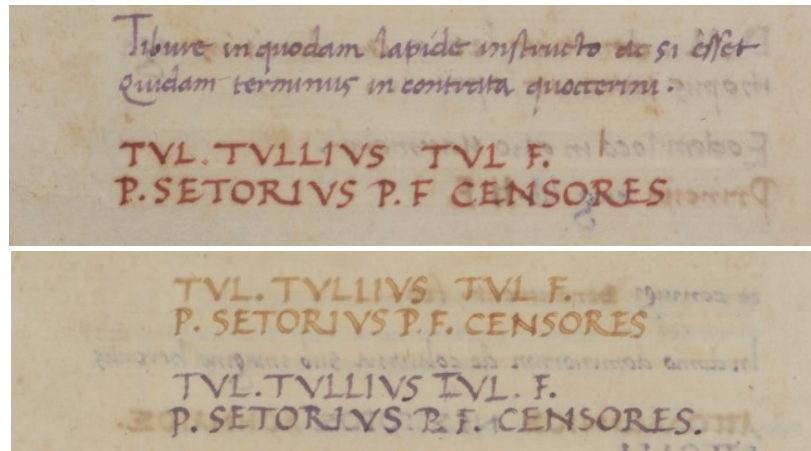 Tibure in quodam lapide instructo ac si esset
Quidam terminus in contrata quocterini.
TVL. TVLLIVS TVL F.
P. SETORIVS P. F CENSORES
TVL. TVLLIVS TVL F.
P. SETORIVS P. F. CENSORES
TVL. TVLLIVS TVL. F.
P. SETORIVS P. F. CENSORES.